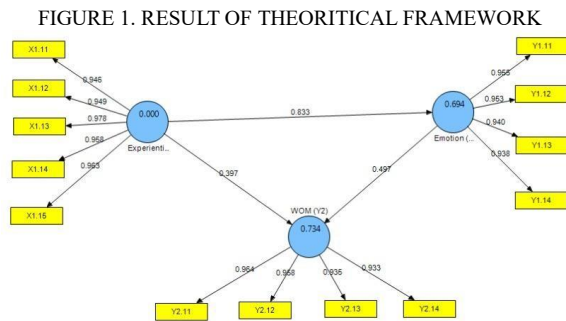 FIGURE 1. RESULT OF THEORITICAL FRAMEWORK
X1.11
X1.12
X1.13
X1.14
X1.15
0.946
0.949
0.978
0.958
0.963
0.000
Experienti...
0.833
0.397
0.497
0.694
Emotion (...
Y1.11
Y1.12
Y1.13
Y1.14
0.955
0.953
0.940
0.938
WOM (Y2)
0.734
0.964
0.958
0.935
0.933
Y2.11
Y2.12
Y2.13
Y2.14